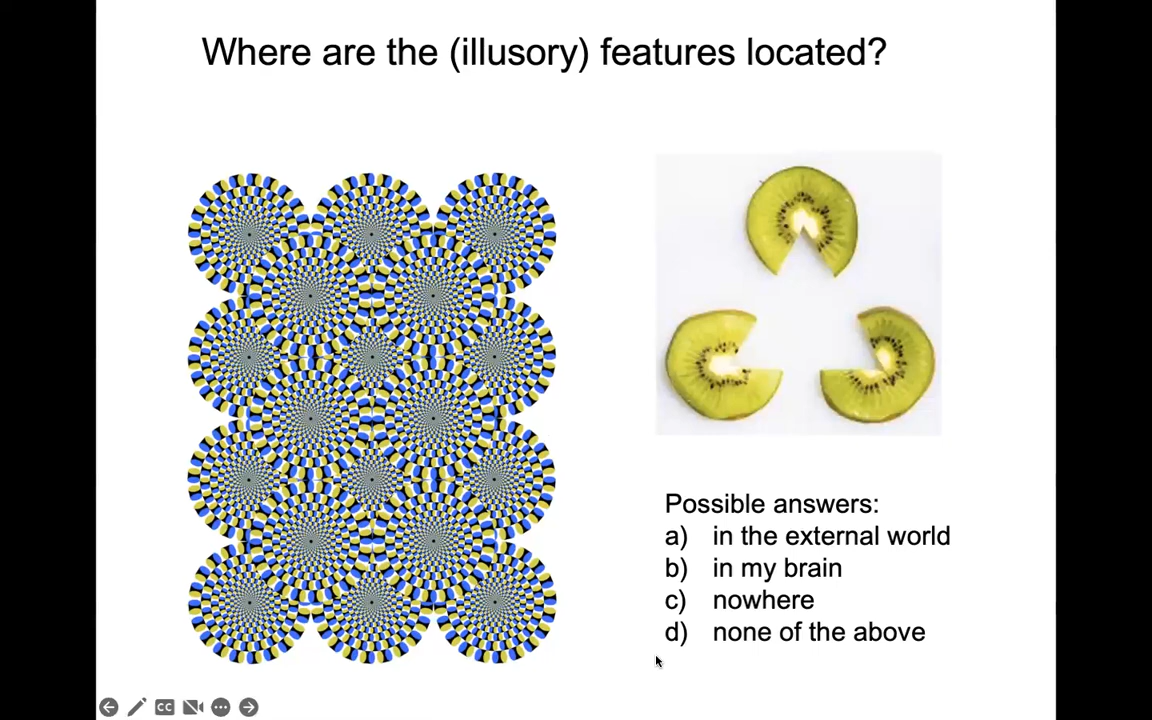 Where are the (illusory) features located?
Possible answers:
a) in the external world
b) in my brain
c) nowhere
d) none of the above
CC